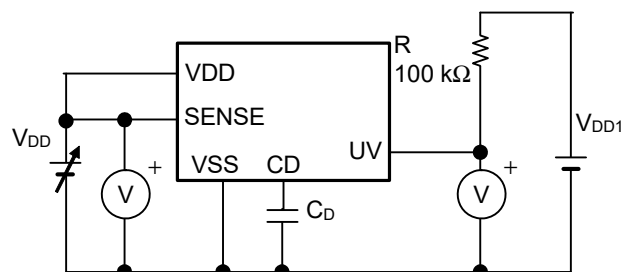 R
100 kΩ
VDD
SENSE
VDD
VDD1
UV
VSS CD
+
V
+
V
CD